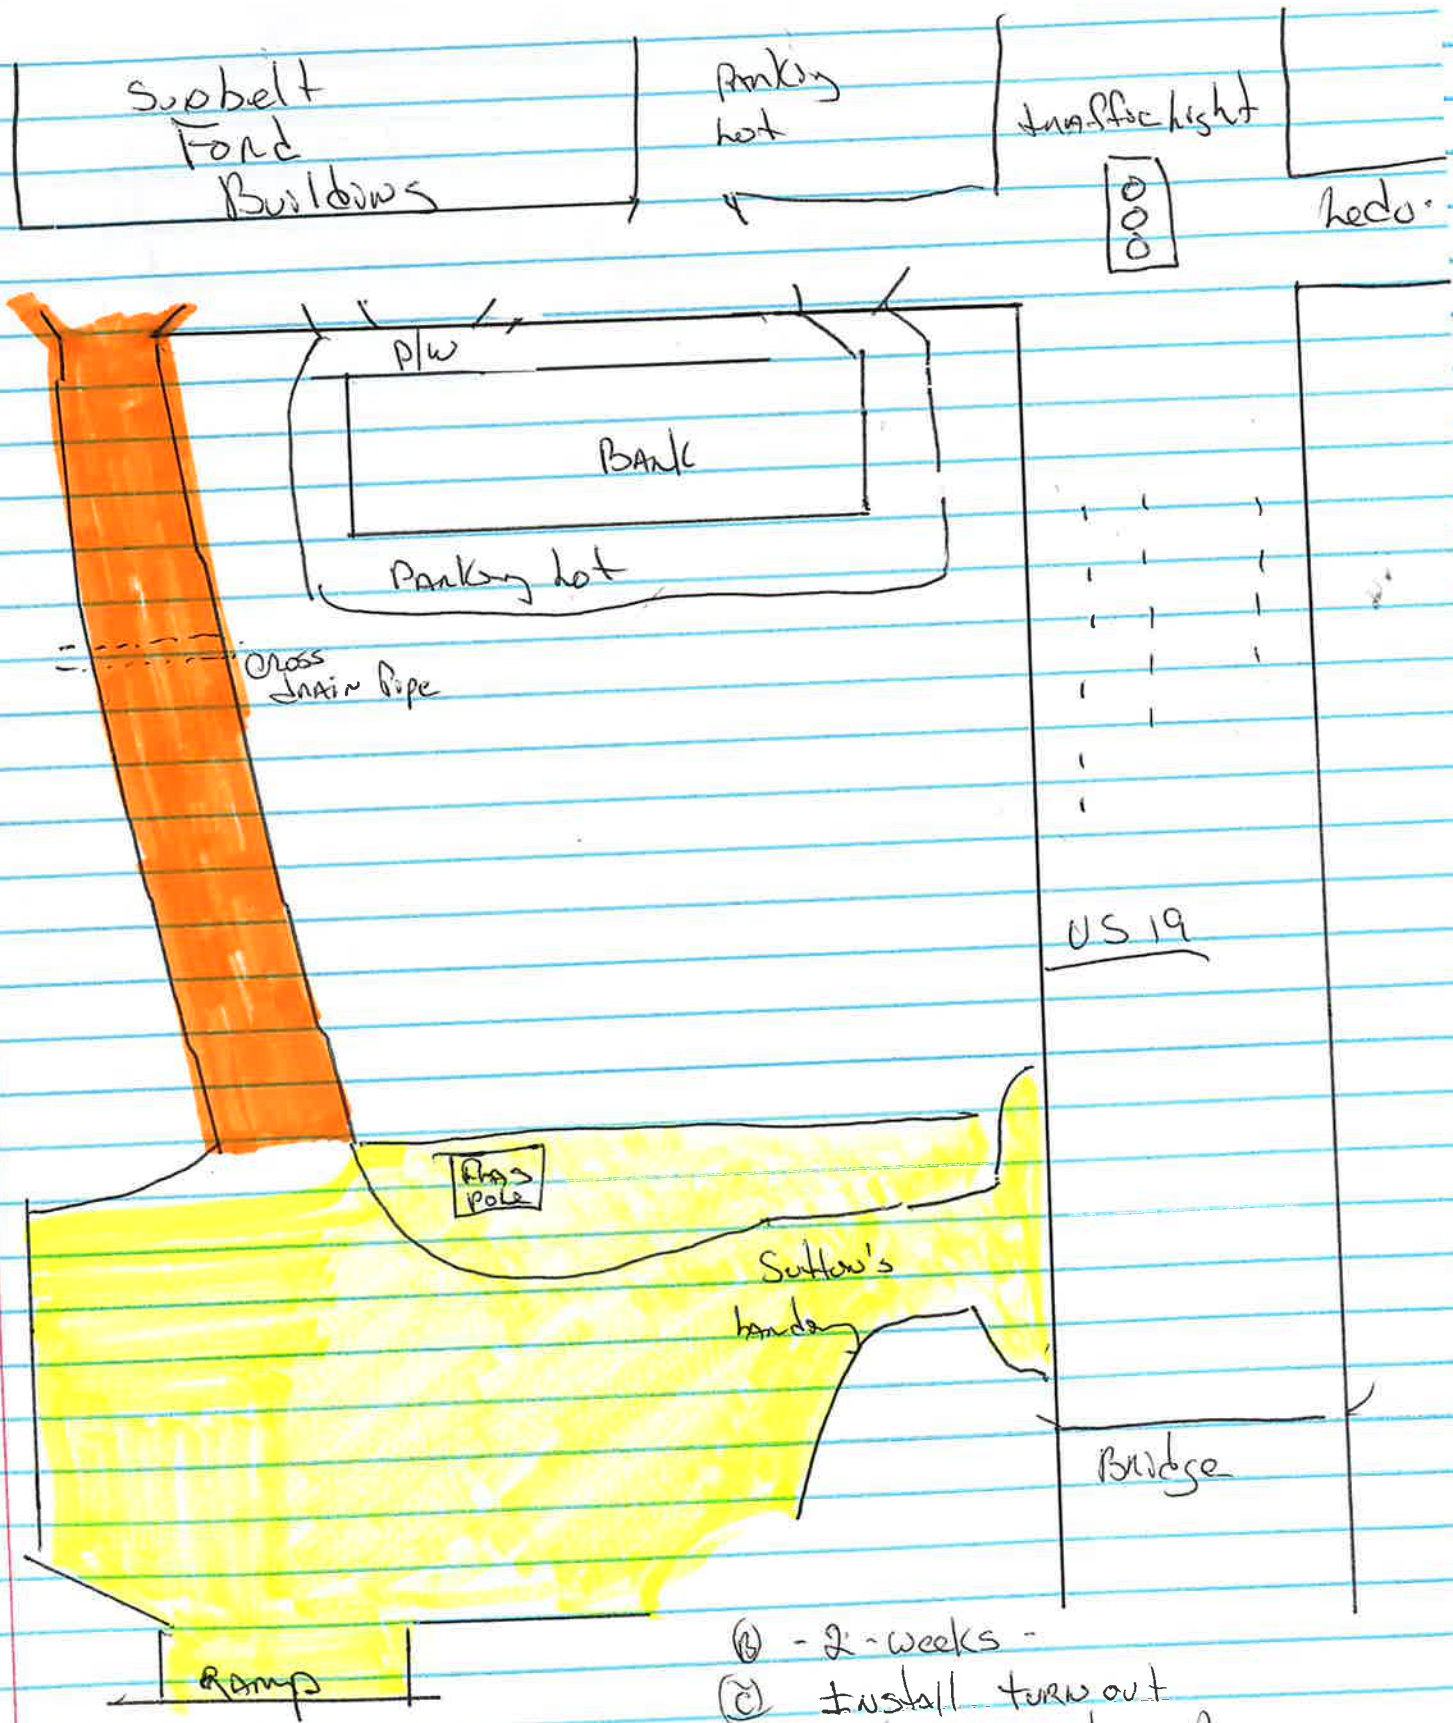 Sunbelt
Ford
Buildings
Parking
Lot
traffic light
Ledo.
D/W
BANK
Parking Lot
Cross
drain Pipe
US 19
Flag
Pole
Sutton's
Landing
Bridge
Ramp
(B) - 2 - weeks -
(C) Install turn out